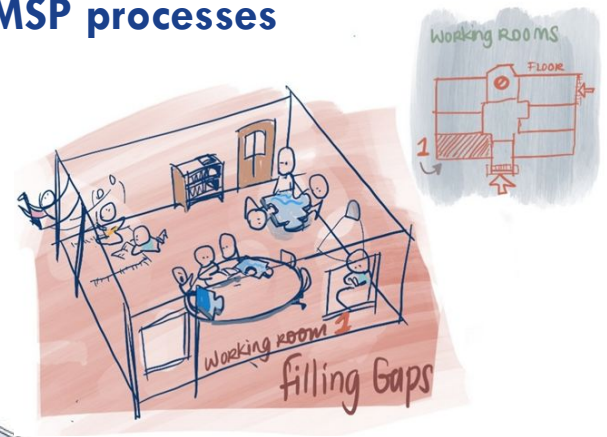 MSP processes
Working ROOMS
FLOOR
1
Working room 1
filling Gaps